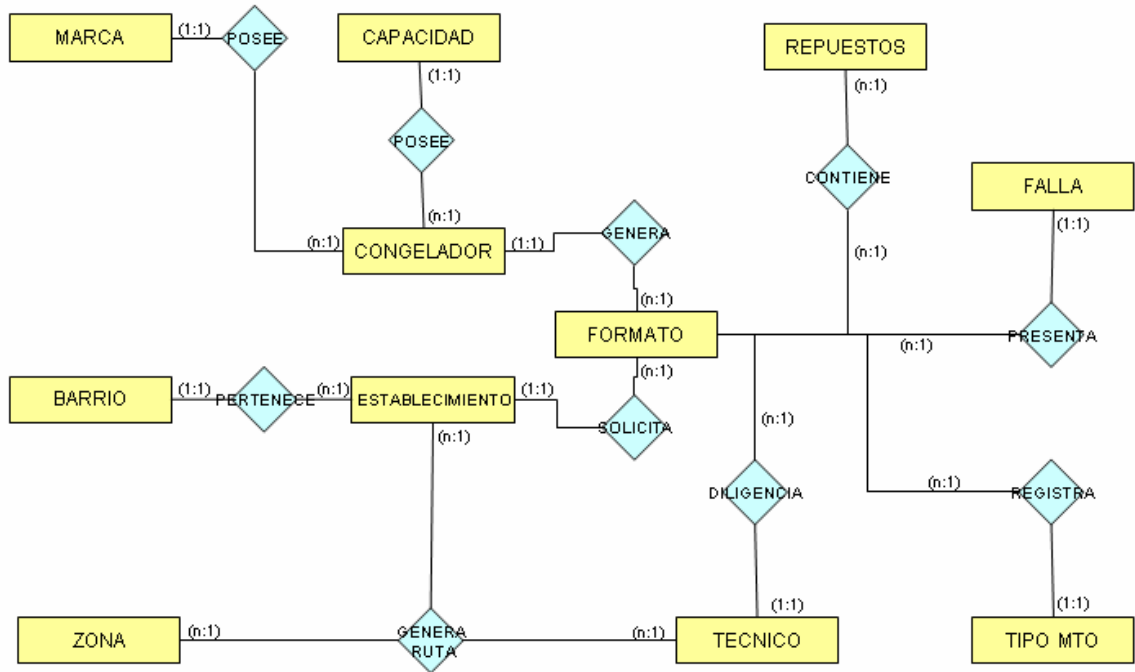 MARCA
(1:1)
POSEE
CAPACIDAD
(1:1)
REPUESTOS
(n:1)
POSEE
CONTIENE
FALLA
(1:1)
(n:1)
(n:1)
CONGELADOR
(1:1)
GENERA
(n:1)
(n:1)
FORMATO
(n:1)
PRESENTA
(n:1)
BARRIO
(1:1)
PERTENECE
(n:1)
ESTABLECIMIENTO
(1:1)
SOLICITA
(n:1)
(n:1)
DILIGENCIA
(n:1)
REGISTRA
ZONA
(n:1)
GENERA
RUTA
(n:1)
TECNICO
(1:1)
TIPO MTO
(1:1)